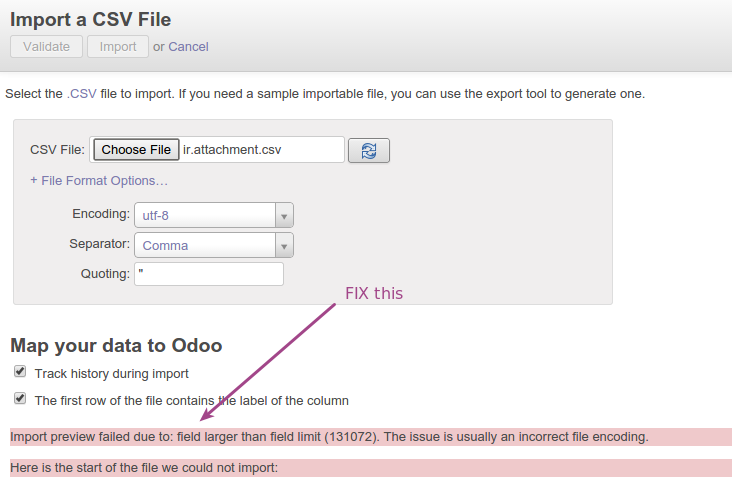 Import a CSV File
Validate Import or Cancel
Select the .CSV file to import. If you need a sample importable file, you can use the export tool to generate one.
CSV File: Choose File ir.attachment.csv
+ File Format Options…
Encoding: utf-8
Separator: Comma
Quoting: "
FIX this
Map your data to Odoo
Track history during import
The first row of the file contains the label of the column
Import preview failed due to: field larger than field limit (131072). The issue is usually an incorrect file encoding.
Here is the start of the file we could not import: